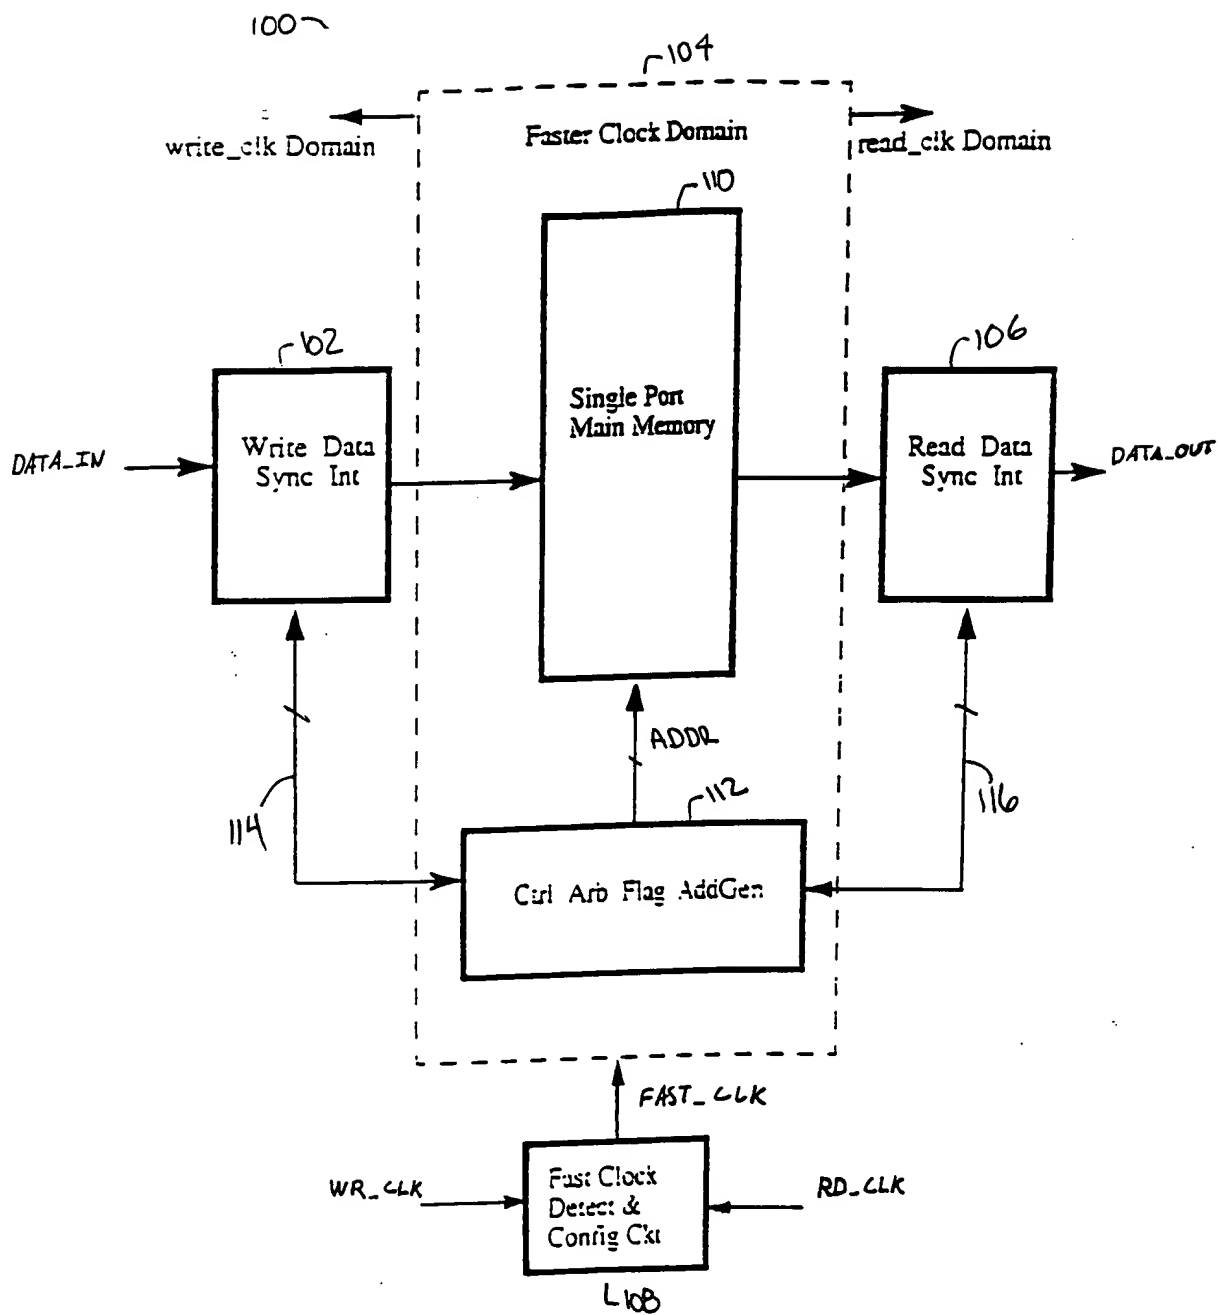 100
104
Faster Clock Domain
write_clk Domain
read_clk Domain
110
102
106
Single Port
Main Memory
Write Data
Sync Int
Read Data
Sync Int
DATA_IN
DATA_OUT
ADDR
112
114
116
Ctrl Arb Flag AddGen
FAST_CLK
WR_CLK
RD_CLK
Fast Clock
Detect &
Config Ckt
108